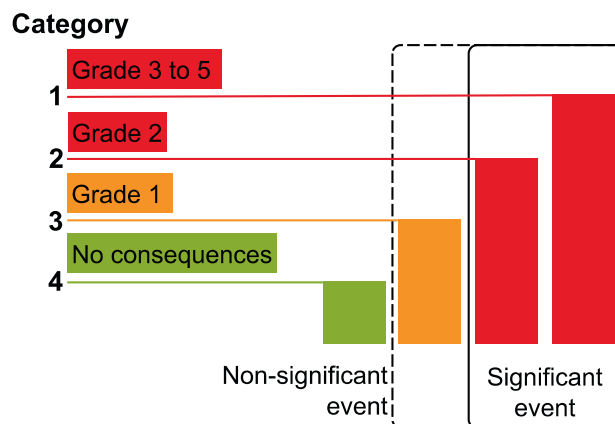 Category
Grade 3 to 5
1
Grade 2
2
Grade 1
3
No consequences
4
Non-significant
event
Significant
event